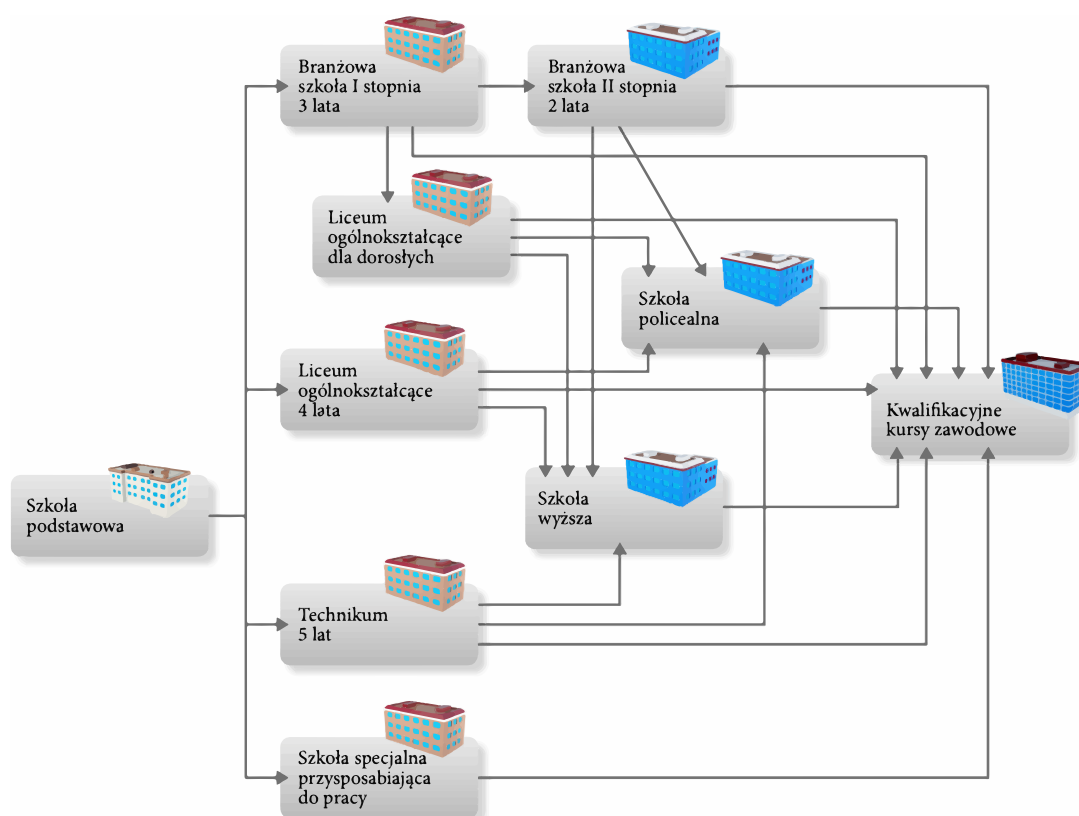 Branżowa
szkoła I stopnia
3 lata
Branżowa
szkoła II stopnia
2 lata
Liceum
ogólnokształcące
dla dorosłych
Szkoła
policealna
Liceum
ogólnokształcące
4 lata
Kwalifikacyjne
kursy zawodowe
Szkoła
podstawowa
Szkoła
wyższa
Technikum
5 lat
Szkoła specjalna
przysposabiająca
do pracy